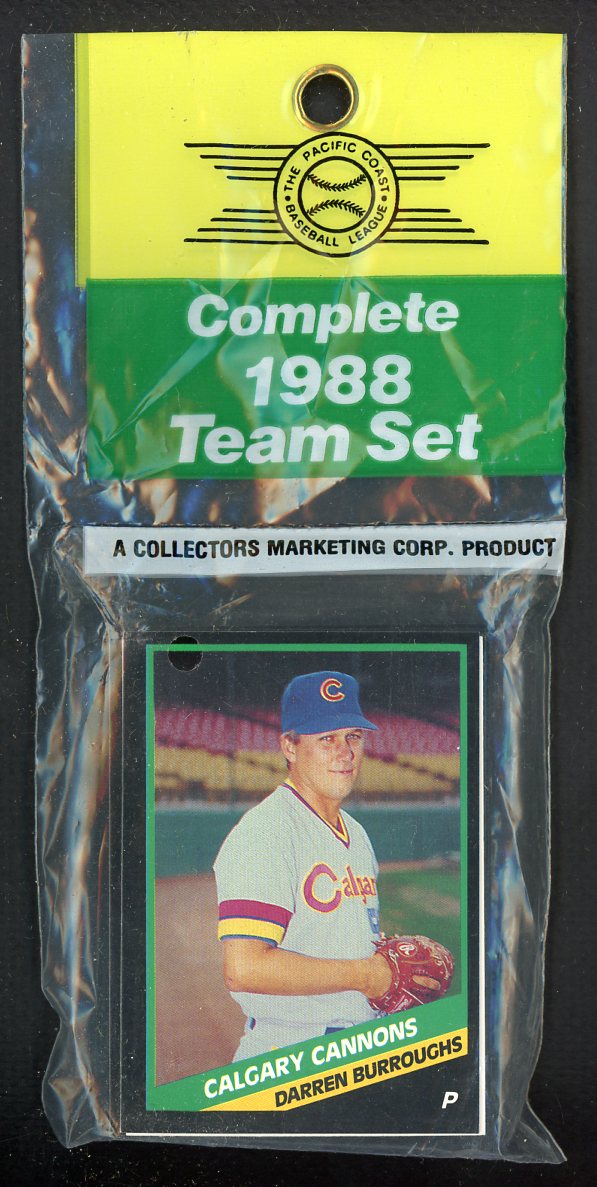 • THE PACIFIC COAST •
BASEBALL LEAGUE
Complete
1988
Team Set
A COLLECTORS MARKETING CORP. PRODUCT
C
Calgar
CALGARY CANNONS
DARREN BURROUGHS
P